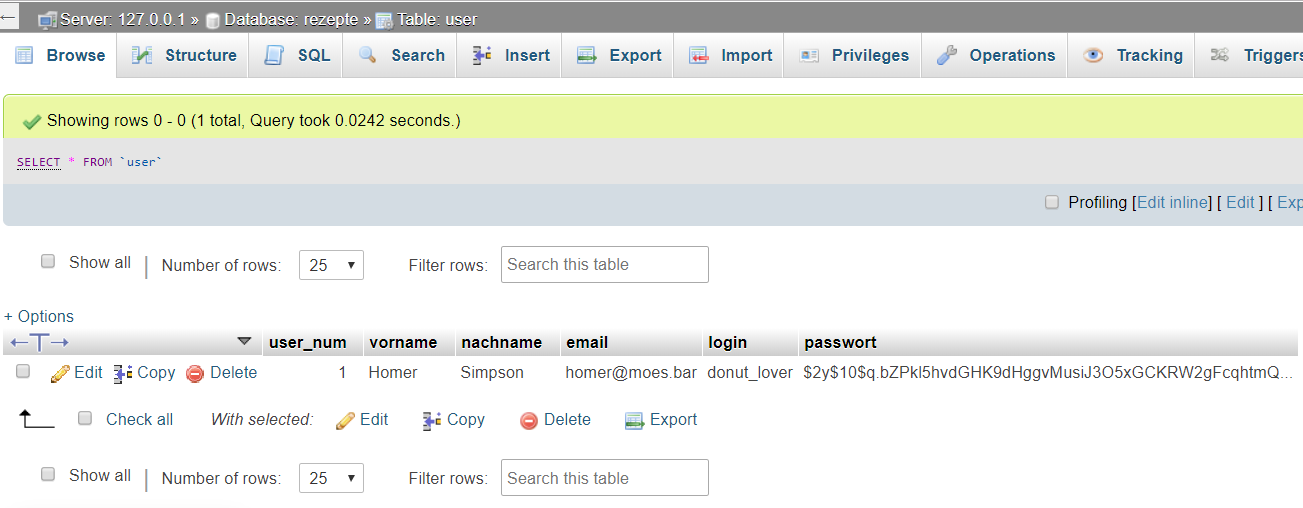 Server: 127.0.0.1 » Database: rezepte » Table: user
Browse Structure SQL Search Insert Export Import Privileges Operations Tracking Triggers
Showing rows 0 - 0 (1 total, Query took 0.0242 seconds.)
SELECT * FROM `user`
Profiling [Edit inline] [ Edit ] [ Exp
Show all | Number of rows: 25 Filter rows: Search this table
+ Options
←T→ user_num vorname nachname email login passwort
Edit Copy Delete 1 Homer Simpson homer@moes.bar donut_lover $2y$10$q.bZPkl5hvdGHK9dHggvMusiJ3O5xGCKRW2gFcqhtmQ...
Check all With selected: Edit Copy Delete Export
Show all | Number of rows: 25 Filter rows: Search this table